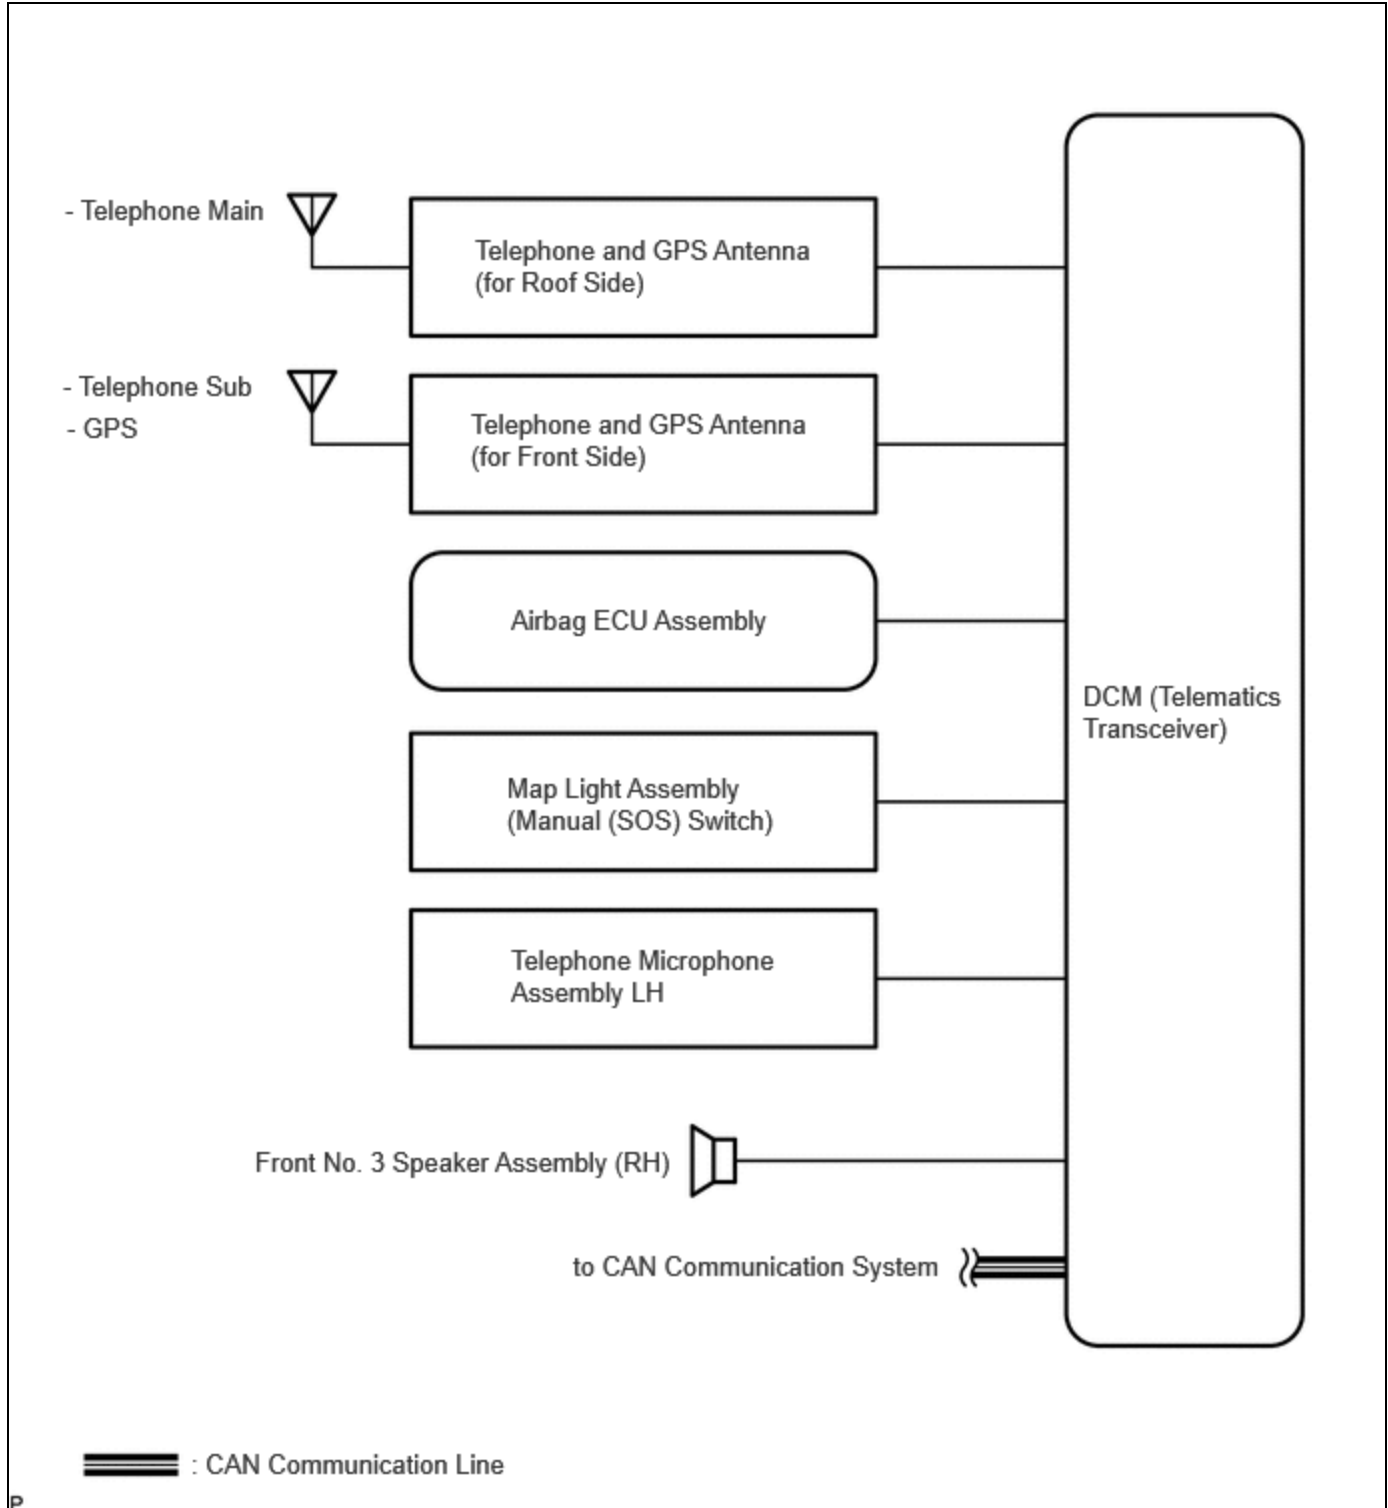 - Telephone Main
Telephone and GPS Antenna
(for Roof Side)
- Telephone Sub
- GPS
Telephone and GPS Antenna
(for Front Side)
Airbag ECU Assembly
DCM (Telematics
Transceiver)
Map Light Assembly
(Manual (SOS) Switch)
Telephone Microphone
Assembly LH
Front No. 3 Speaker Assembly (RH)
to CAN Communication System
: CAN Communication Line
P